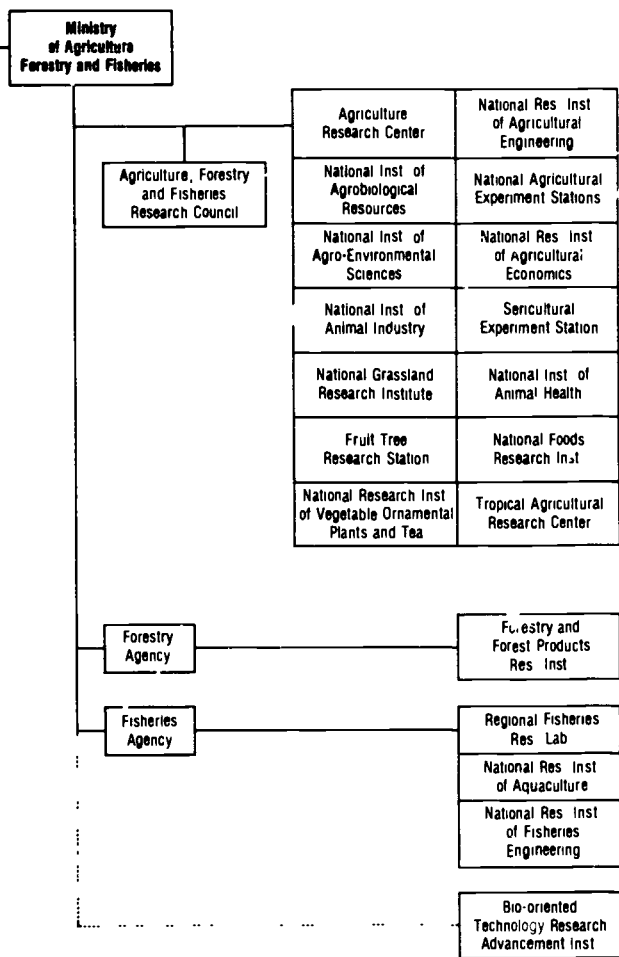 Ministry
of Agriculture
Forestry and Fisheries
Agriculture, Forestry
and Fisheries
Research Council
Agriculture
Research Center
National Res Inst
of Agricultural
Engineering
National Inst of
Agrobiological
Resources
National Agricultural
Experiment Stations
National Inst of
Agro-Environmental
Sciences
National Res Inst
of Agricultural
Economics
National Inst of
Animal Industry
Sericultural
Experiment Station
National Grassland
Research Institute
National Inst of
Animal Health
Fruit Tree
Research Station
National Foods
Research Inst
National Research Inst
of Vegetable Ornamental
Plants and Tea
Tropical Agricultural
Research Center
Forestry
Agency
Forestry and
Forest Products
Res Inst
Fisheries
Agency
Regional Fisheries
Res Lab
National Res Inst
of Aquaculture
National Res Inst
of Fisheries
Engineering
Bio-oriented
Technology Research
Advancement Inst